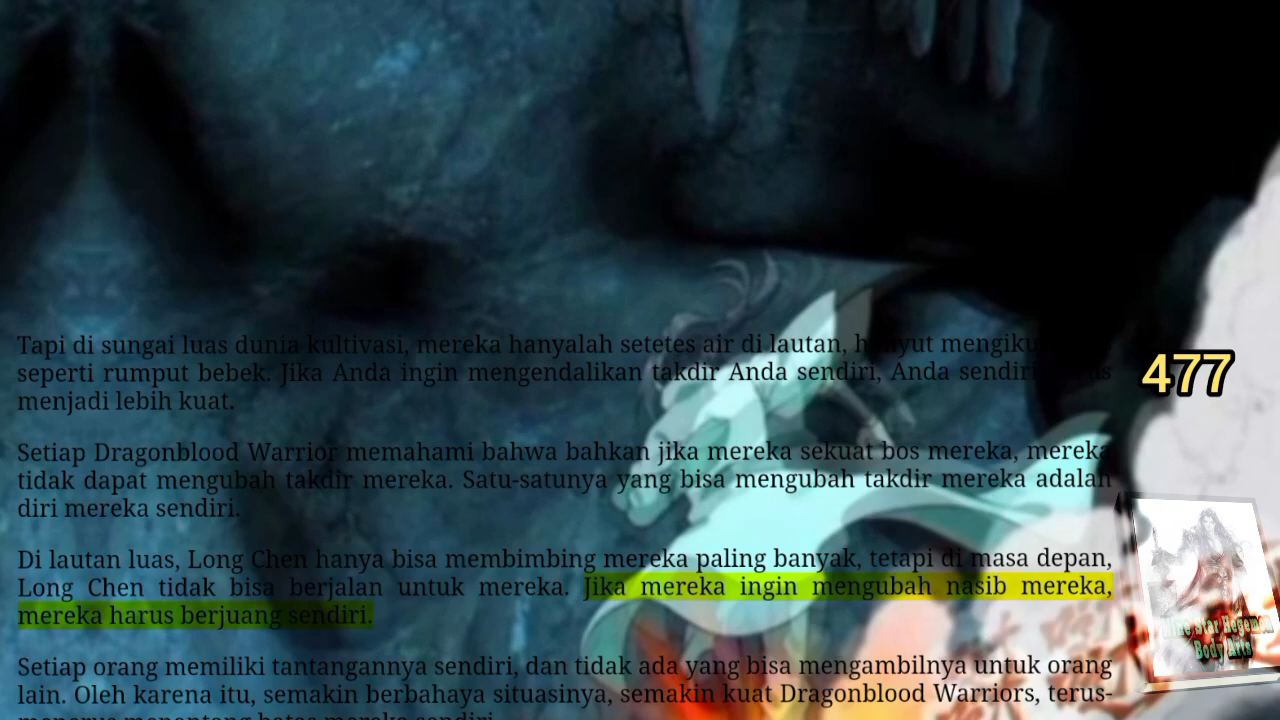 Tapi di sungai luas dunia kultivasi, mereka hanyalah setetes air di lautan, hanyut mengiku
seperti rumput bebek. Jika Anda ingin mengendalikan takdir Anda sendiri, Anda sendiri
menjadi lebih kuat.
Setiap Dragonblood Warrior memahami bahwa bahkan jika mereka sekuat bos mereka, mereka
tidak dapat mengubah takdir mereka. Satu-satunya yang bisa mengubah takdir mereka adalah
diri mereka sendiri.
Di lautan luas, Long Chen hanya bisa membimbing mereka paling banyak, tetapi di masa depan,
Long Chen tidak bisa berjalan untuk mereka. Jika mereka ingin mengubah nasib mereka,
mereka harus berjuang sendiri.
Setiap orang memiliki tantangannya sendiri, dan tidak ada yang bisa mengambilnya untuk orang
lain. Oleh karena itu, semakin berbahaya situasinya, semakin kuat Dragonblood Warriors, terus-
menerus menantang batas mereka sendiri.
477
Nine Star Hegemon
Body Arts